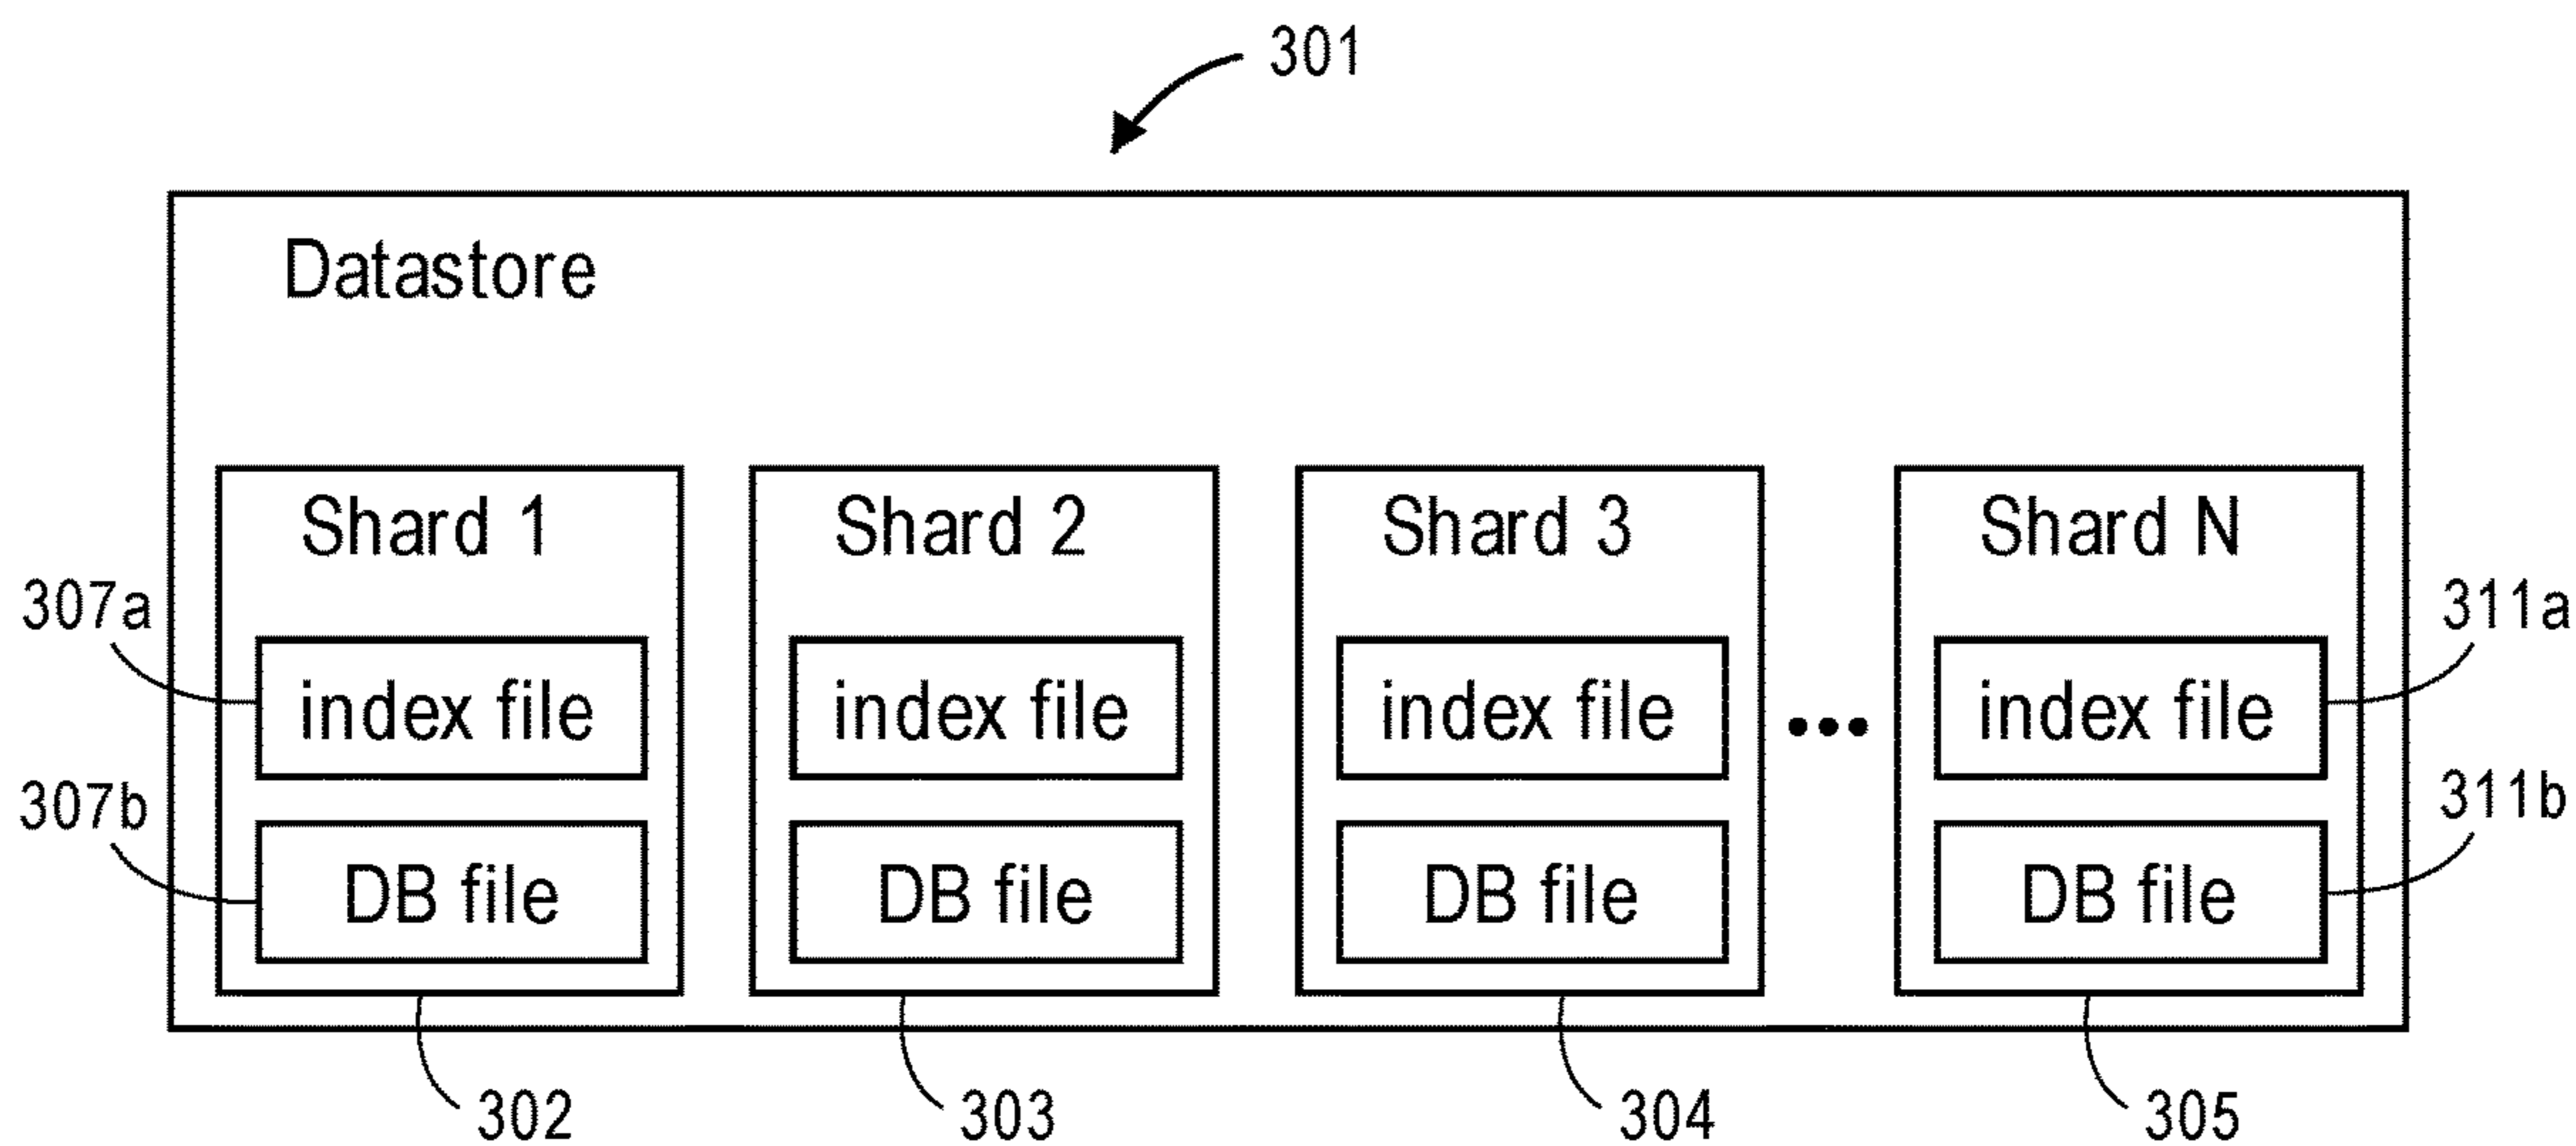 301
Datastore
Shard 1 Shard 2 Shard 3 Shard N
307a 311a
index file index file index file ••• index file
307b 311b
DB file DB file DB file DB file
302 303 304 305